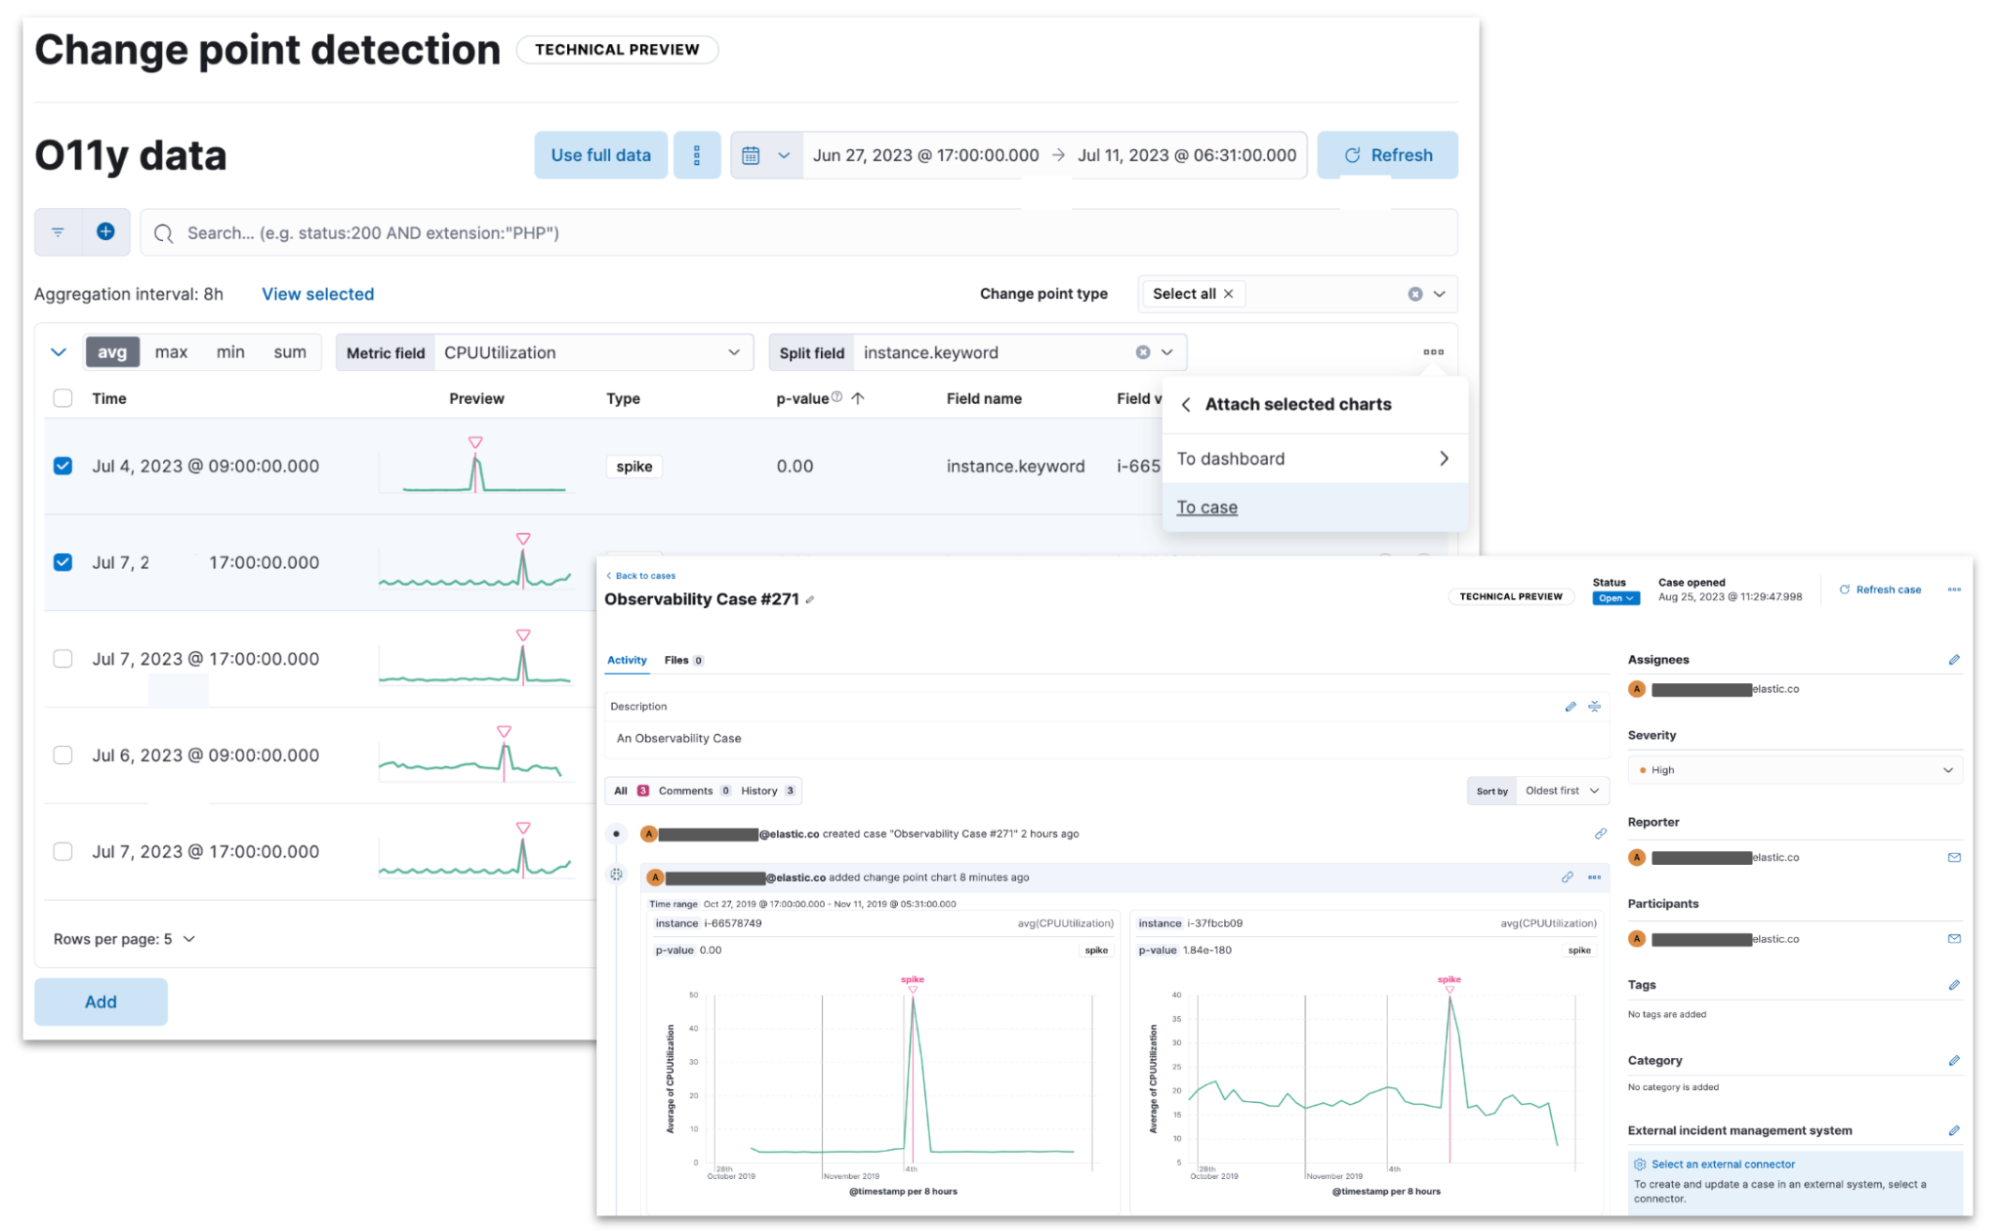 Change point detection TECHNICAL PREVIEW
O11y data
Use full data
Jun 27, 2023 @ 17:00:00.000 → Jul 11, 2023 @ 06:31:00.000
Refresh
Search... (e.g. status:200 AND extension:"PHP")
Aggregation interval: 8h View selected
Change point type Select all ×
avg max min sum
Metric field CPUUtilization
Split field instance.keyword
Time Preview Type p-value Field name Field v
Jul 4, 2023 @ 09:00:00.000 spike 0.00 instance.keyword i-665
Attach selected charts
To dashboard
To case
Jul 7, 2 17:00:00.000
Jul 7, 2023 @ 17:00:00.000
Jul 6, 2023 @ 09:00:00.000
Jul 7, 2023 @ 17:00:00.000
Rows per page: 5
Add
Back to cases
Observability Case #271
TECHNICAL PREVIEW
Status
Open
Case opened
Aug 25, 2023 @ 11:29:47.998
Refresh case
Activity Files 0
Description
An Observability Case
All 3 Comments 0 History 3
Sort by Oldest first
A @elastic.co created case "Observability Case #271" 2 hours ago
A @elastic.co added change point chart 8 minutes ago
Time range Oct 27, 2019 @ 17:00:00.000 - Nov 11, 2019 @ 05:31:00.000
instance i-66578749 avg(CPUUtilization)
p-value 0.00 spike
spike
50
40
30
20
10
0
Average of CPUUtilization
28th
October 2019
November 2019
4th
@timestamp per 8 hours
instance i-37fbcb09 avg(CPUUtilization)
p-value 1.84e-180 spike
spike
40
35
30
25
20
15
10
5
Average of CPUUtilization
28th
October 2019
November 2019
4th
@timestamp per 8 hours
Assignees
A elastic.co
Severity
High
Reporter
A elastic.co
Participants
A elastic.co
Tags
No tags are added
Category
No category is added
External incident management system
Select an external connector
To create and update a case in an external system, select a
connector.